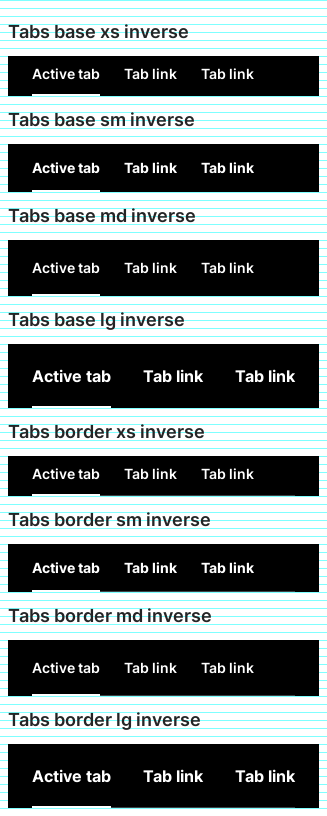 Tabs base xs inverse
Active tab Tab link Tab link
Tabs base sm inverse
Active tab Tab link Tab link
Tabs base md inverse
Active tab Tab link Tab link
Tabs base lg inverse
Active tab Tab link Tab link
Tabs border xs inverse
Active tab Tab link Tab link
Tabs border sm inverse
Active tab Tab link Tab link
Tabs border md inverse
Active tab Tab link Tab link
Tabs border lg inverse
Active tab Tab link Tab link